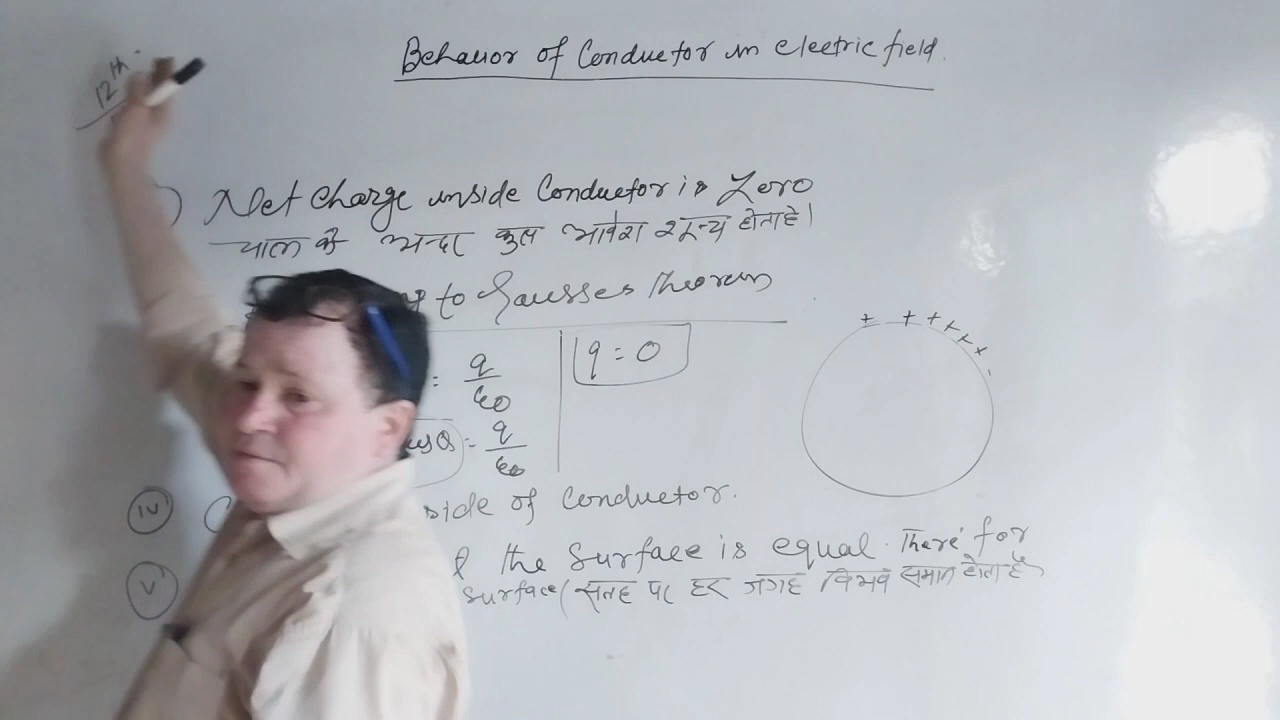 12th
Behavior of Conductor in electric field.
) Net charge inside Conductor is Zero
चालक के अन्दर कुल आवेश शून्य होता है।
to Gausses Theorem
= q/ϵ0
q = 0
= q/ϵ0
+ + + + + + -
iv side of Conductor.
v the Surface is equal. There for
Surface (सतह पर हर जगह विभव समान होता है